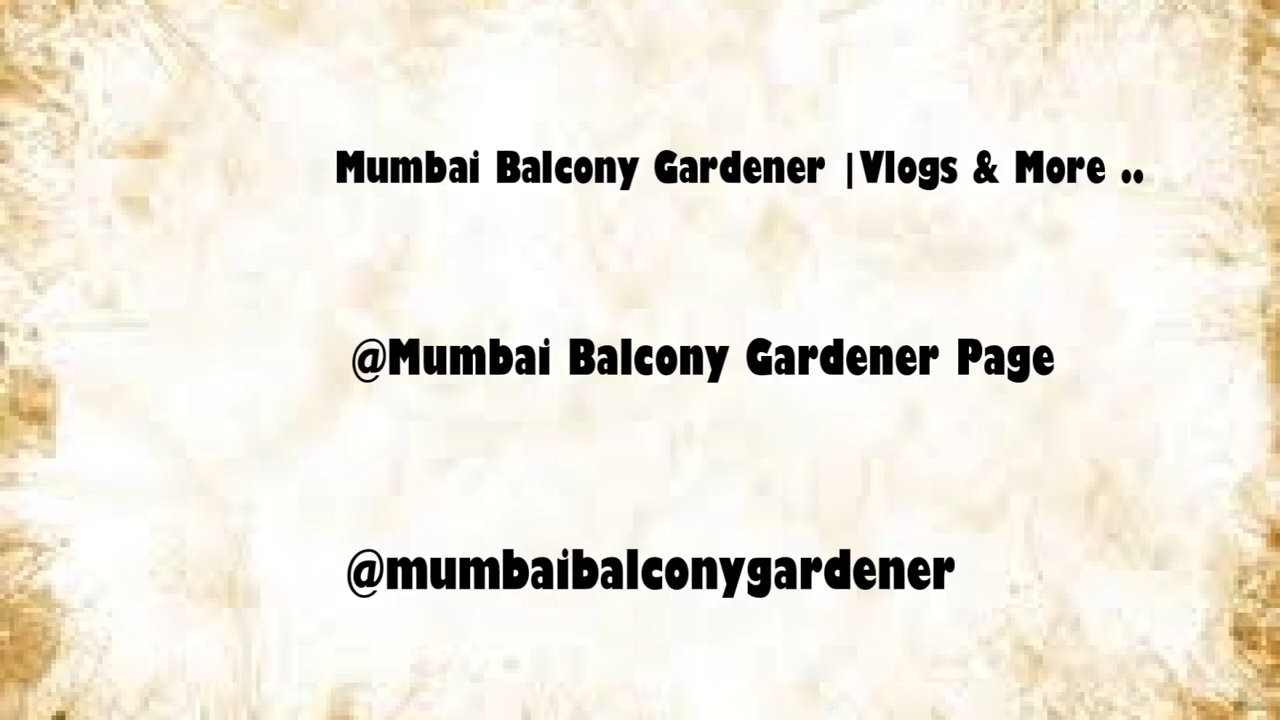 Mumbai Balcony Gardener |Vlogs & More ..
@Mumbai Balcony Gardener Page
@mumbaibalconygardener